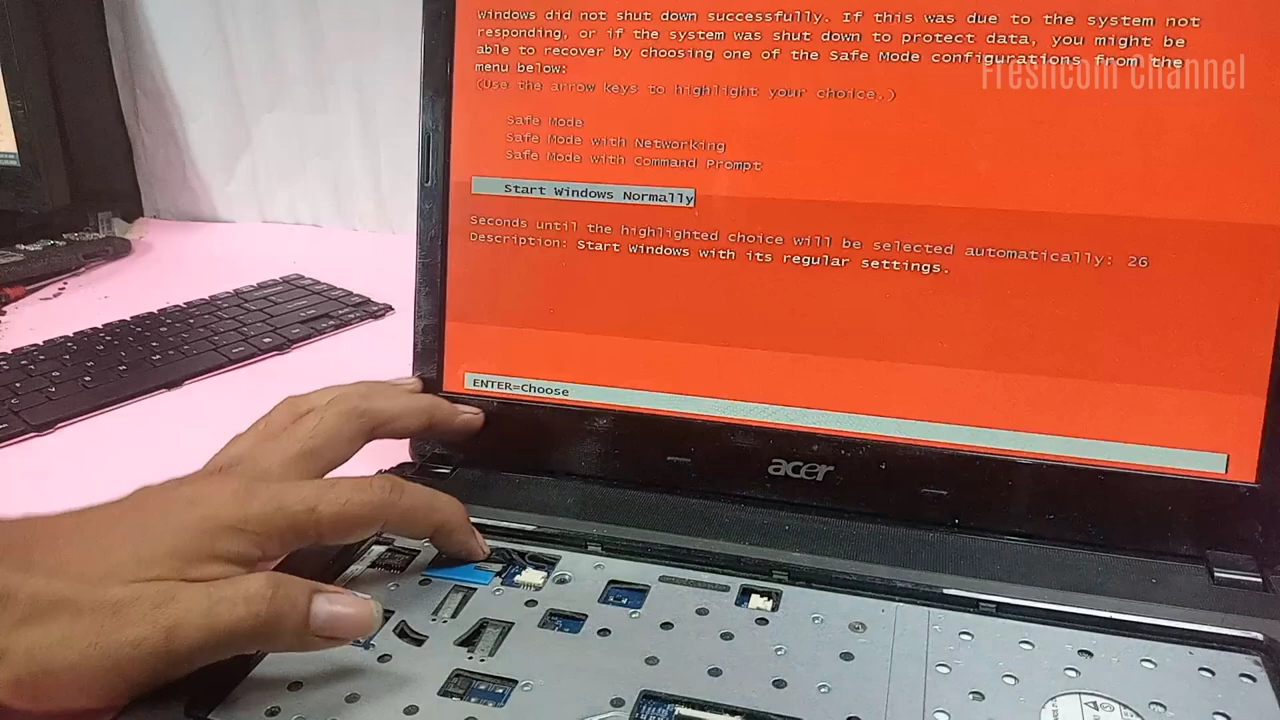 Windows did not shut down successfully. If this was due to the system not
responding, or if the system was shut down to protect data, you might be
able to recover by choosing one of the Safe Mode configurations from the
menu below:
(Use the arrow keys to highlight your choice.)
Safe Mode
Safe Mode with Networking
Safe Mode with Command Prompt
Start Windows Normally
Seconds until the highlighted choice will be selected automatically: 26
Description: Start Windows with its regular settings.
ENTER=Choose
acer
Freshcom Channel